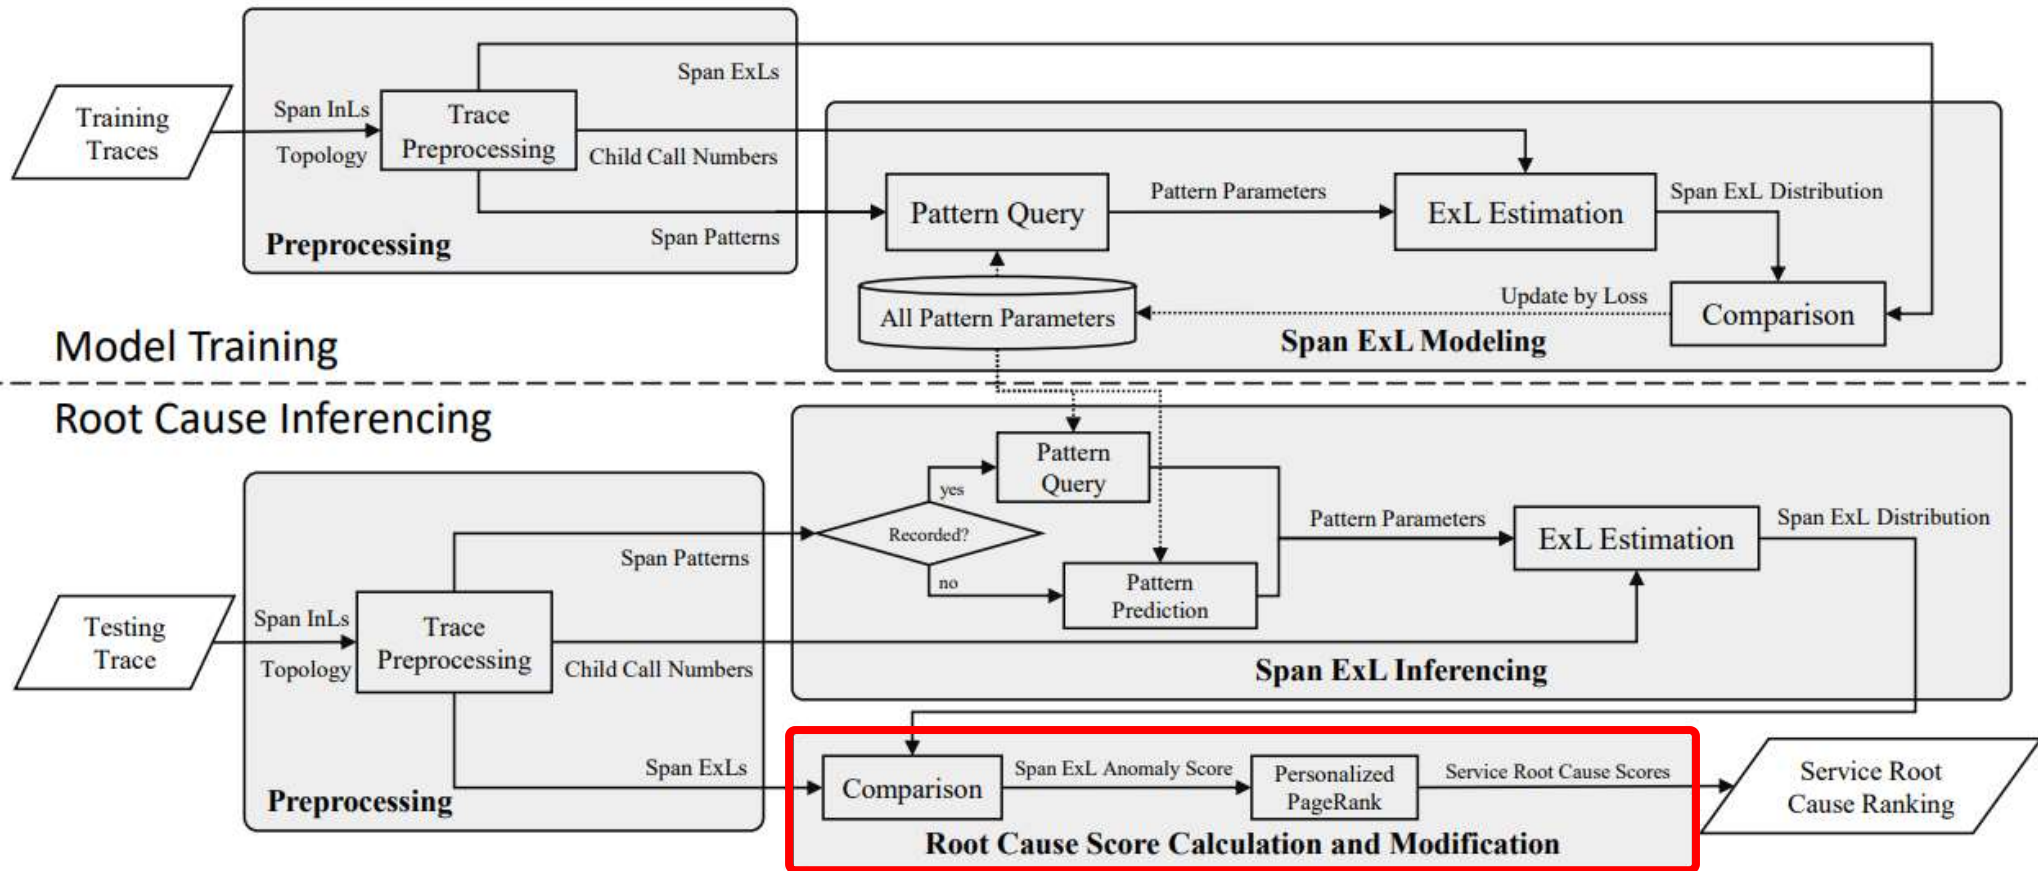 Span ExLs
Training
Traces
Span InLs
Topology
Trace
Preprocessing
Child Call Numbers
Span Patterns
Preprocessing
Pattern Query
Pattern Parameters
ExL Estimation
Span ExL Distribution
All Pattern Parameters
Update by Loss
Comparison
Span ExL Modeling
Model Training
Root Cause Inferencing
Testing
Trace
Span InLs
Topology
Trace
Preprocessing
Span Patterns
Child Call Numbers
Span ExLs
Preprocessing
Recorded?
yes
no
Pattern
Query
Pattern
Prediction
Pattern Parameters
ExL Estimation
Span ExL Distribution
Span ExL Inferencing
Comparison
Span ExL Anomaly Score
Personalized
PageRank
Service Root Cause Scores
Root Cause Score Calculation and Modification
Service Root
Cause Ranking